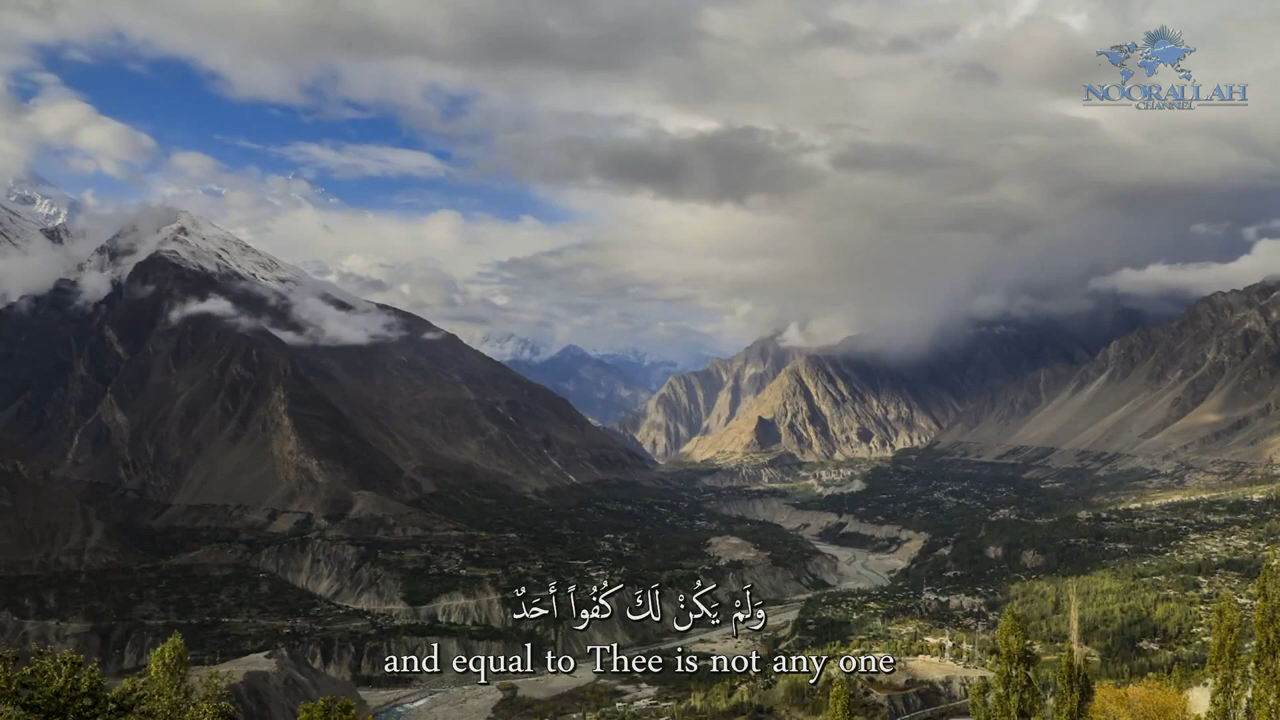 NOORALLAH
CHANNEL
وَلَمْ يَكُنْ لَكَ كُفُواً أَحَدٌ
and equal to Thee is not any one